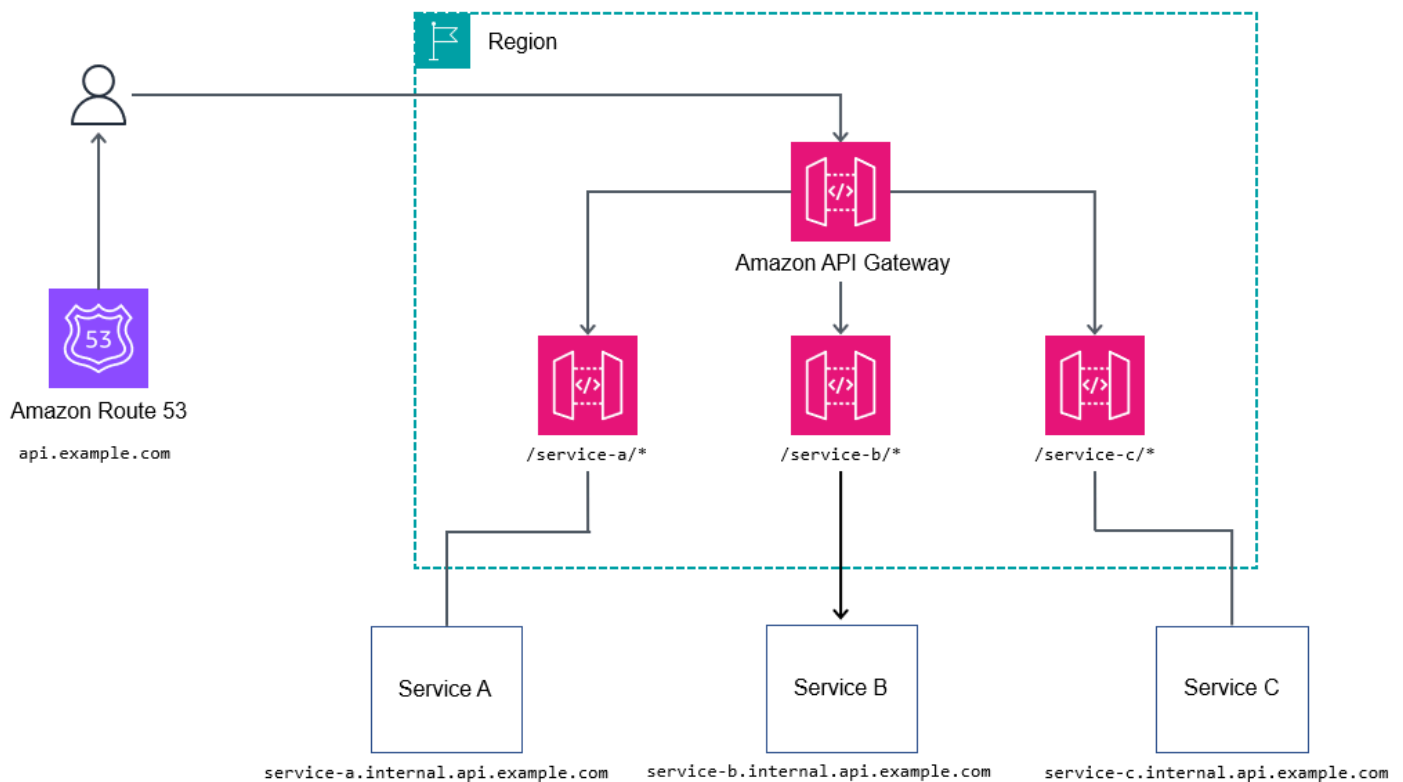 Region
53
Amazon API Gateway
</>
</>
</>
</>
Amazon Route 53
api.example.com
/service-a/*
/service-b/*
/service-c/*
Service A
Service B
Service C
service-a.internal.api.example.com
service-b.internal.api.example.com
service-c.internal.api.example.com